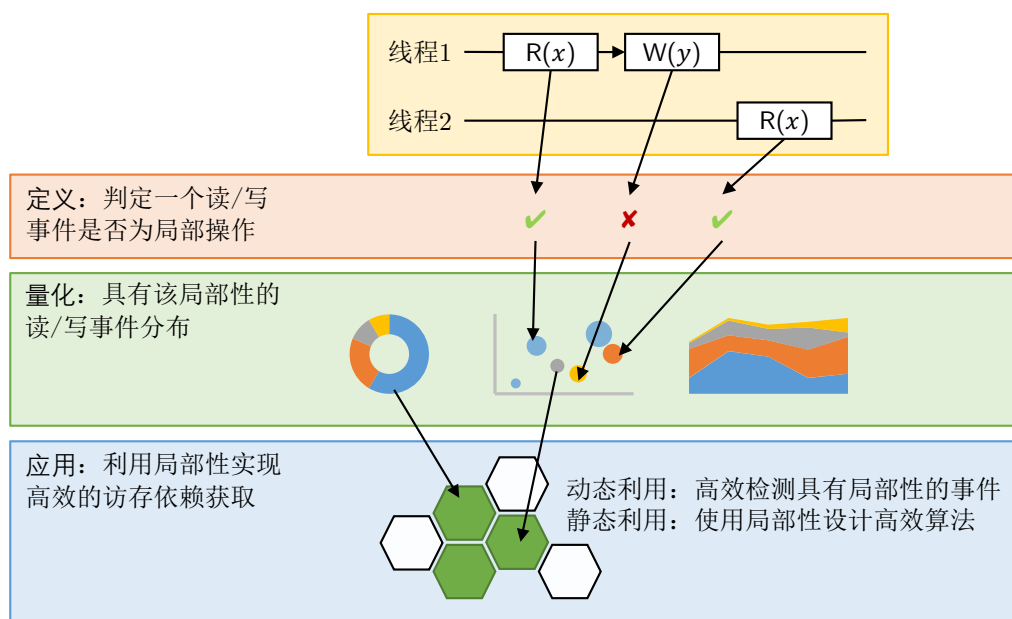 线程1
R(x)
W(y)
线程2
R(x)
定义：判定一个读/写
事件是否为局部操作
✔
✘
✔
量化：具有该局部性的
读/写事件分布
应用：利用局部性实现
高效的访存依赖获取
动态利用：高效检测具有局部性的事件
静态利用：使用局部性设计高效算法